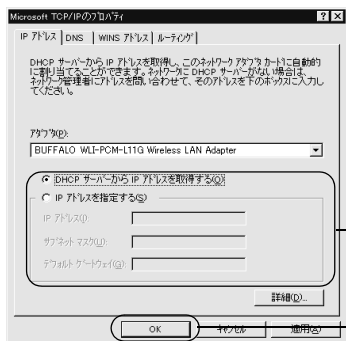 Microsoft TCP/IPのﾌﾟﾛﾊﾟﾃｨ
IP ｱﾄﾞﾚｽ DNS WINS ｱﾄﾞﾚｽ ﾙｰﾃｨﾝｸﾞ
DHCP ｻｰﾊﾞｰから IP ｱﾄﾞﾚｽを取得し、このﾈｯﾄﾜｰｸ ｱﾀﾞﾌﾟﾀ ｶｰﾄﾞに自動的
に割り当てることができます。ﾈｯﾄﾜｰｸに DHCP ｻｰﾊﾞｰがない場合は、
ﾈｯﾄﾜｰｸ管理者にｱﾄﾞﾚｽを問い合わせて、そのｱﾄﾞﾚｽを下のﾎﾞｯｸｽに入力し
てください。
ｱﾀﾞﾌﾟﾀ(P):
BUFFALO WLI-PCM-L11G Wireless LAN Adapter
DHCP ｻｰﾊﾞｰから IP ｱﾄﾞﾚｽを取得する(O)
IP ｱﾄﾞﾚｽを指定する(S)
IP ｱﾄﾞﾚｽ(I):
ｻﾌﾞﾈｯﾄ ﾏｽｸ(M):
ﾃﾞﾌｫﾙﾄ ｹﾞｰﾄｳｪｲ(G):
詳細(D)...
OK ｷｬﾝｾﾙ 適用(A)